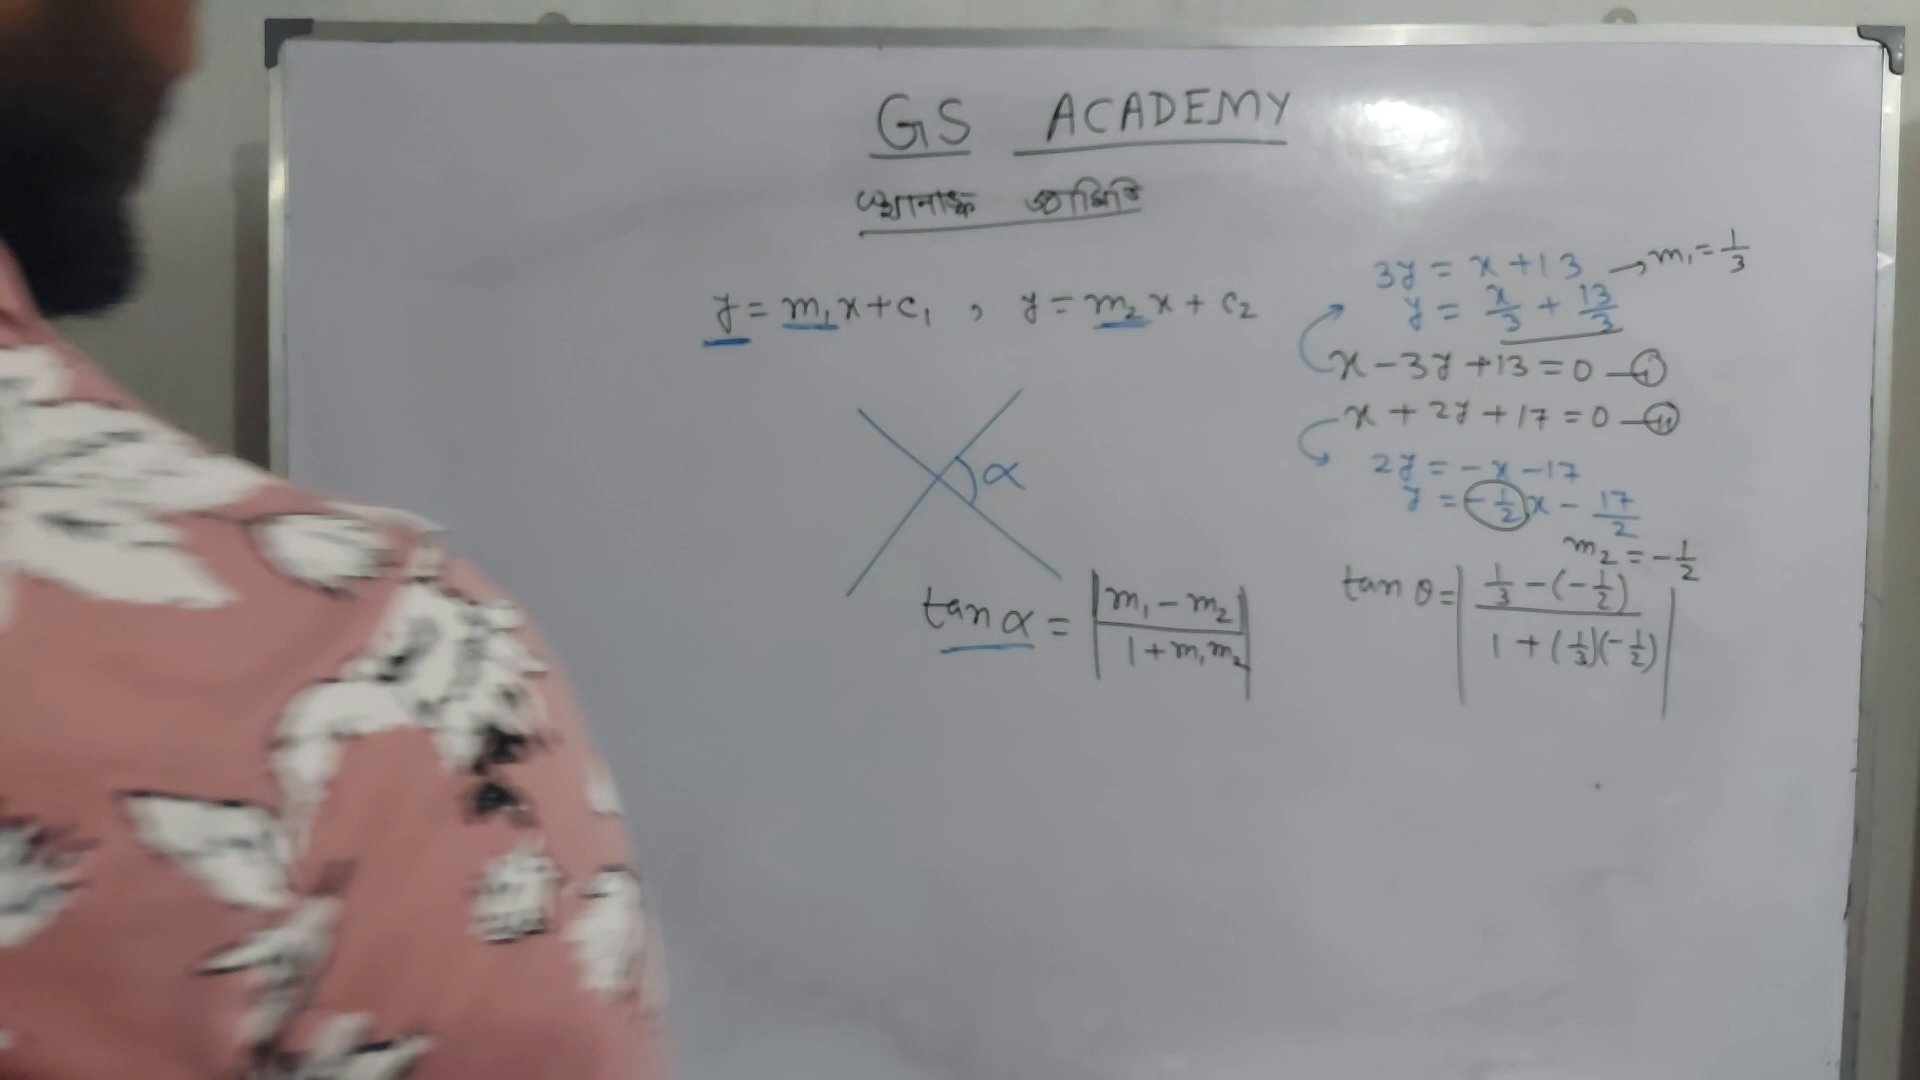 GS ACADEMY
স্থানাঙ্ক জ্যামিতি
y = m₁x+c₁ , y = m₂x + c₂
α
tan α = |(m₁ - m₂)/(1+m₁m₂)|
3y = x +13 → m₁ = 1/3
y = x/3 + 13/3
x - 3y +13 = 0 — (i)
x + 2y + 17 = 0 — (ii)
2y = -x -17
y = -1/2 x - 17/2
m₂ = -1/2
tan θ = |(1/3 - (-1/2))/(1 + (1/3)(-1/2))|